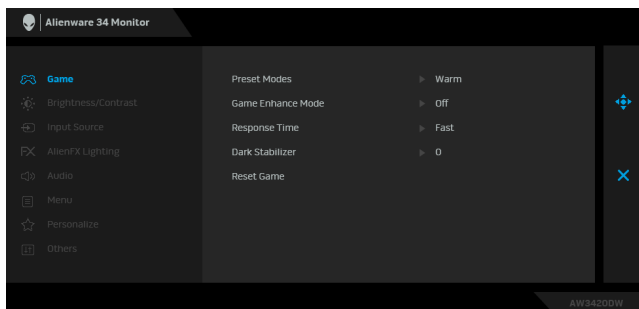 Alienware 34 Monitor
Game
Preset Modes Warm
Brightness/Contrast
Game Enhance Mode Off
Input Source
Response Time Fast
AlienFX Lighting
Dark Stabilizer 0
Audio
Reset Game
Menu
Personalize
Others
AW3420DW